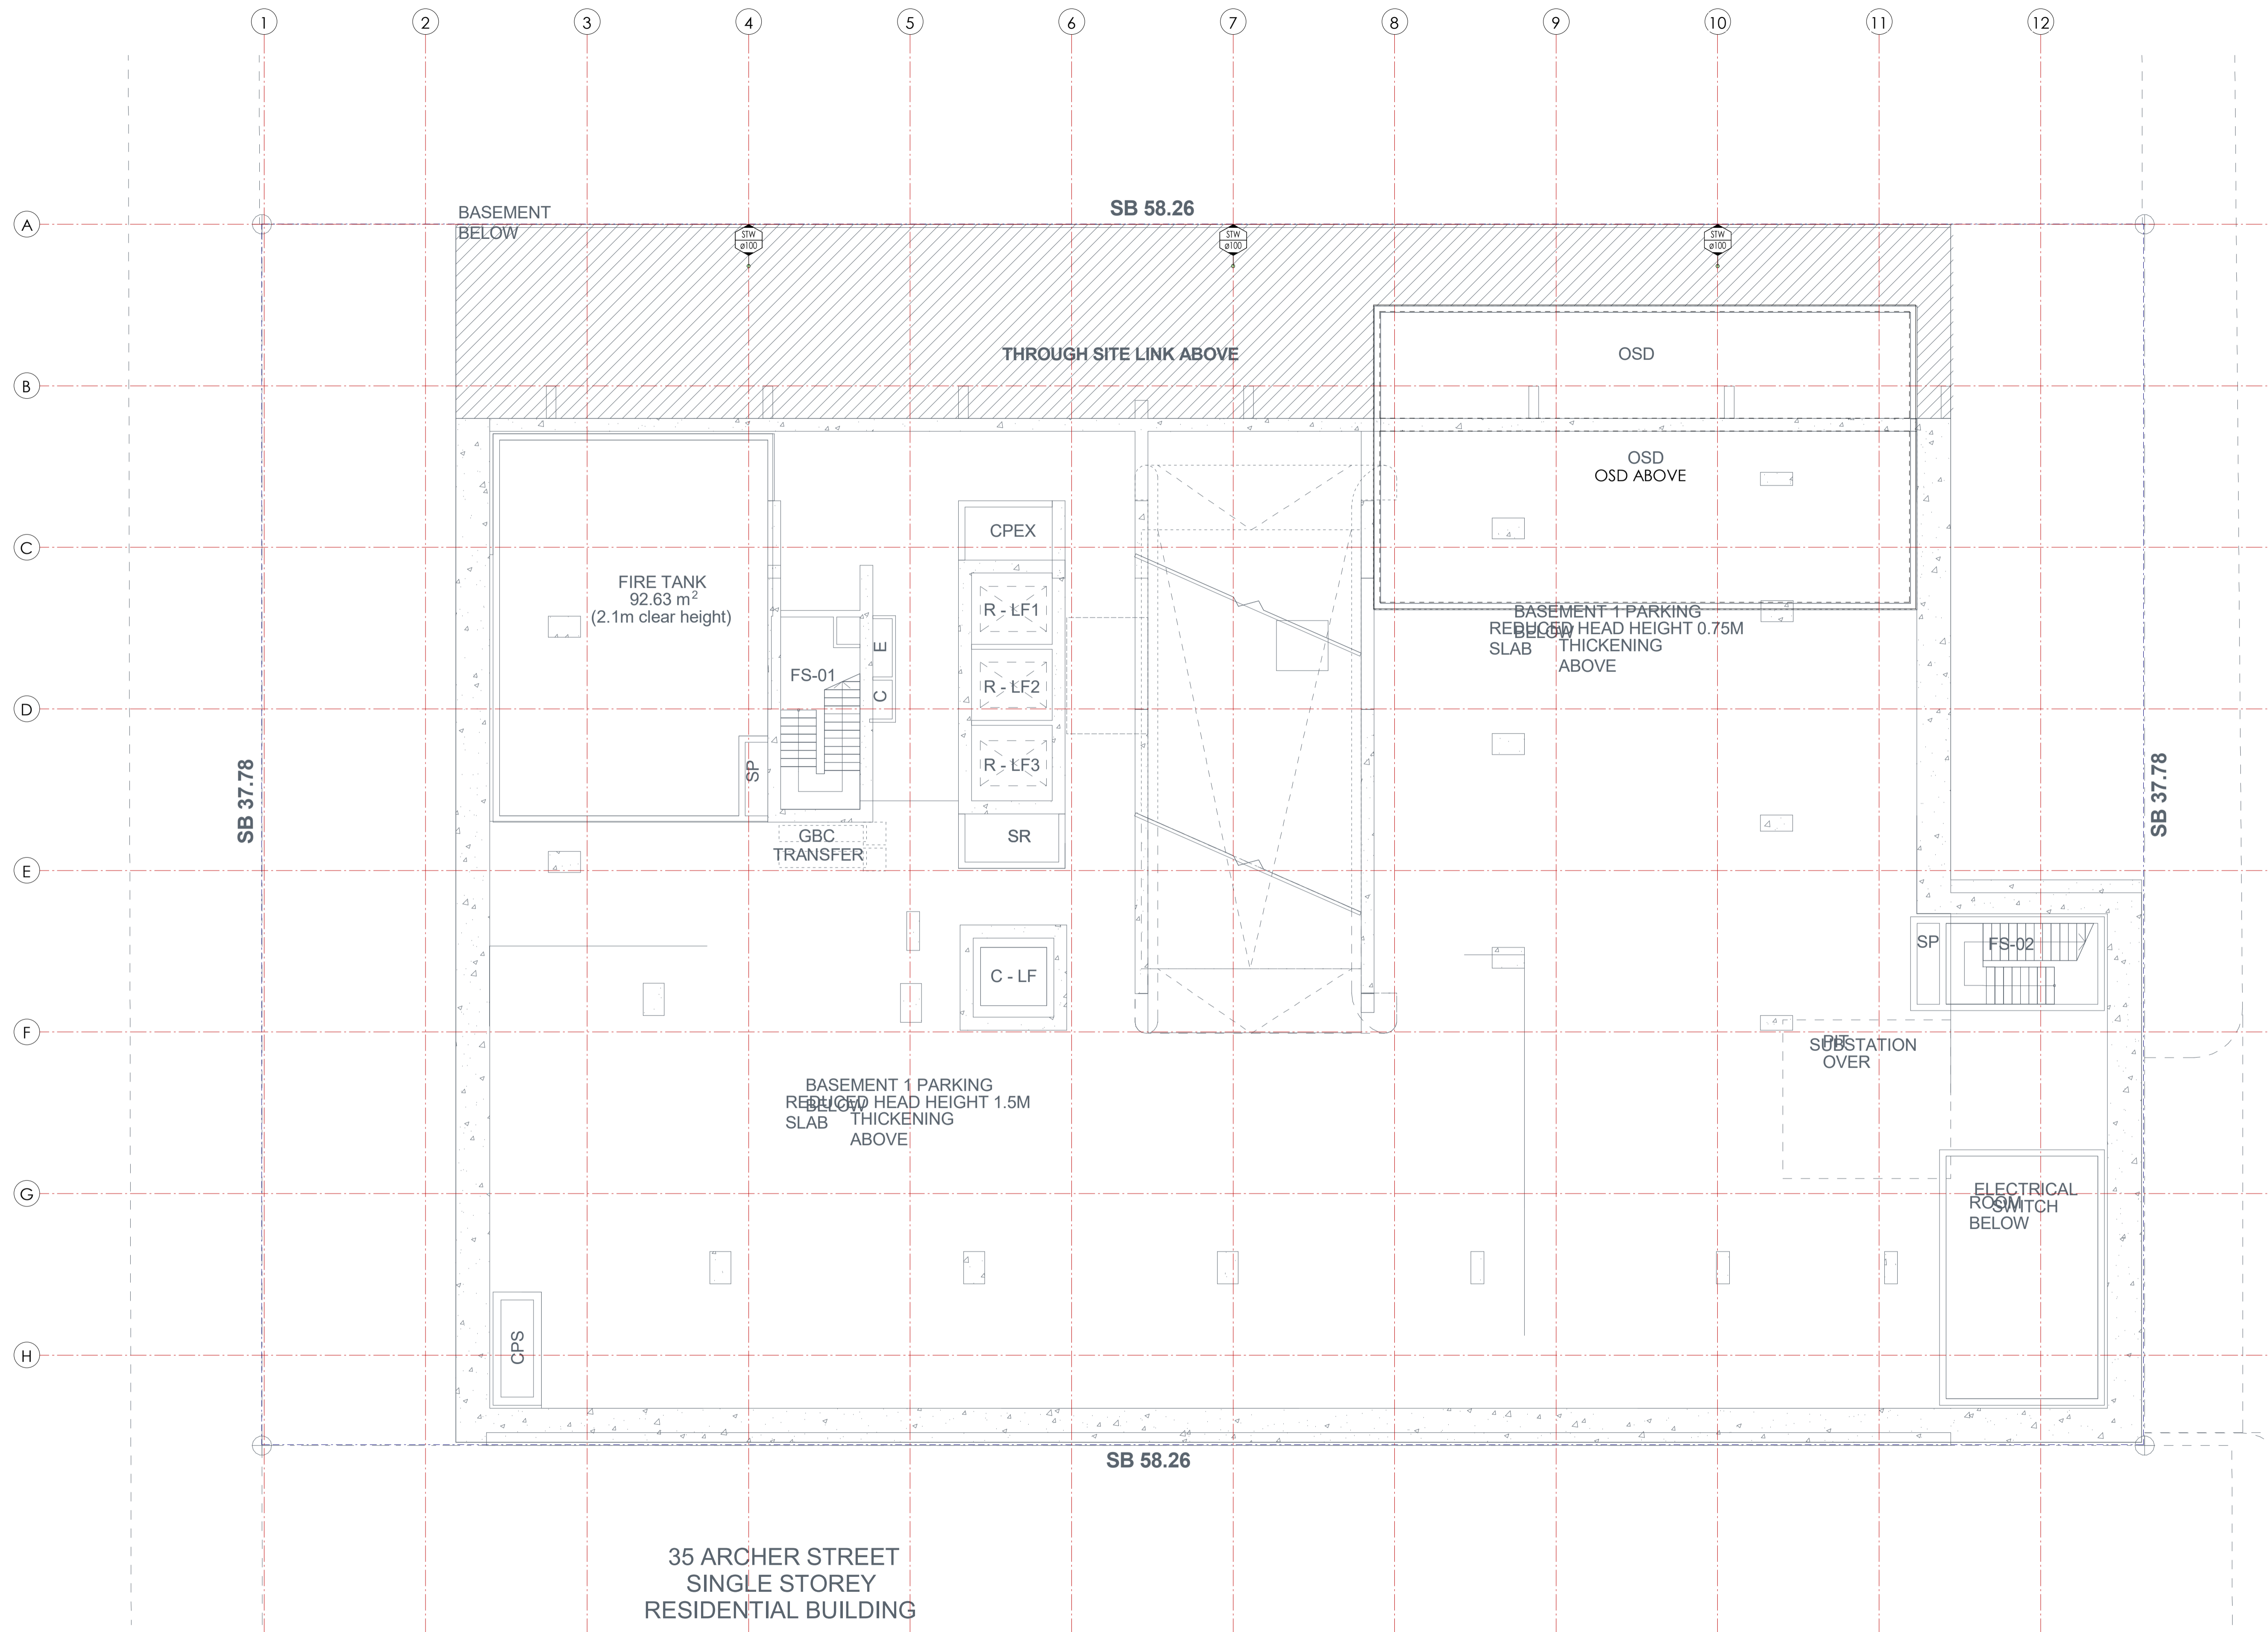 1 2 3 4 5 6 7 8 9 10 11 12
A
BASEMENT
BELOW
SB 58.26
STW
ø100
STW
ø100
STW
ø100
THROUGH SITE LINK ABOVE
OSD
B
OSD
OSD ABOVE
CPEX
C
FIRE TANK
92.63 m²
(2.1m clear height)
R - LF1
BASEMENT 1 PARKING
BELOW
REDUCED HEAD HEIGHT 0.75M
SLAB THICKENING
ABOVE
E
FS-01
R - LF2
C
D
SP
R - LF3
SB 37.78
SB 37.78
GBC
TRANSFER
SR
E
SP
FS-02
C - LF
F
PIT
SUBSTATION
OVER
BASEMENT 1 PARKING
BELOW
REDUCED HEAD HEIGHT 1.5M
SLAB THICKENING
ABOVE
G
ELECTRICAL
SWITCH
ROOM
BELOW
CPS
H
SB 58.26
35 ARCHER STREET
SINGLE STOREY
RESIDENTIAL BUILDING